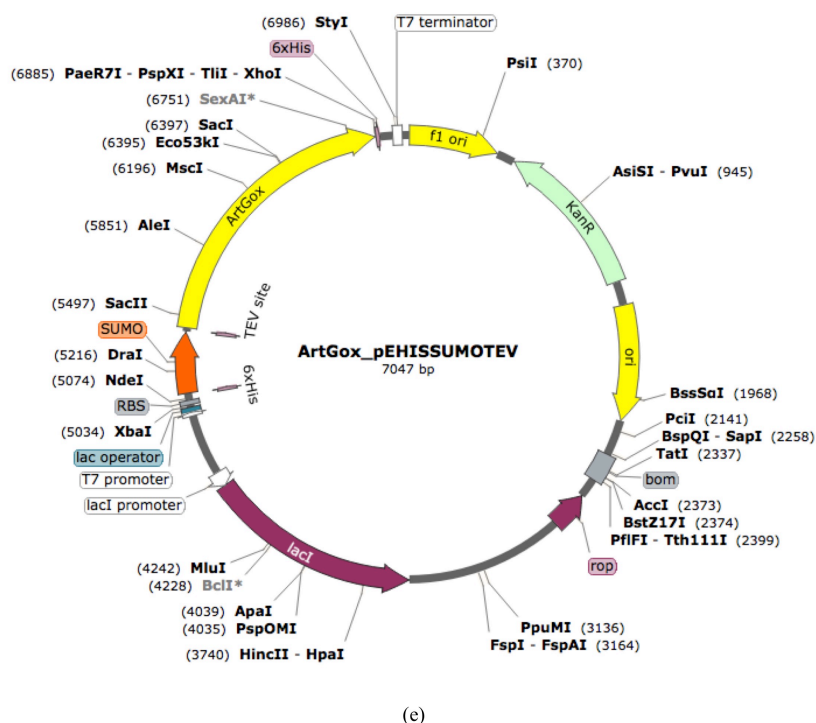 (6986) StyI
T7 terminator
6xHis
(6885) PaeR7I - PspXI - TliI - XhoI
PsiI (370)
(6751) SexAI*
(6397) SacI
(6395) Eco53kI
(6196) MscI
f1 ori
AsiSI - PvuI (945)
KanR
ArtGox
(5851) AleI
(5497) SacII
TEV site
SUMO
(5216) DraI
(5074) NdeI
RBS
(5034) XbaI
6xHis
ArtGox_pEHISSUMOTEV
7047 bp
ori
BssSαI (1968)
PciI (2141)
BspQI - SapI (2258)
TatI (2337)
bom
AccI (2373)
BstZ17I (2374)
PflFI - Tth111I (2399)
lac operator
T7 promoter
lacI promoter
rop
lacI
(4242) MluI
(4228) BclI*
(4039) ApaI
(4035) PspOMI
(3740) HincII - HpaI
PpuMI (3136)
FspI - FspAI (3164)
(e)